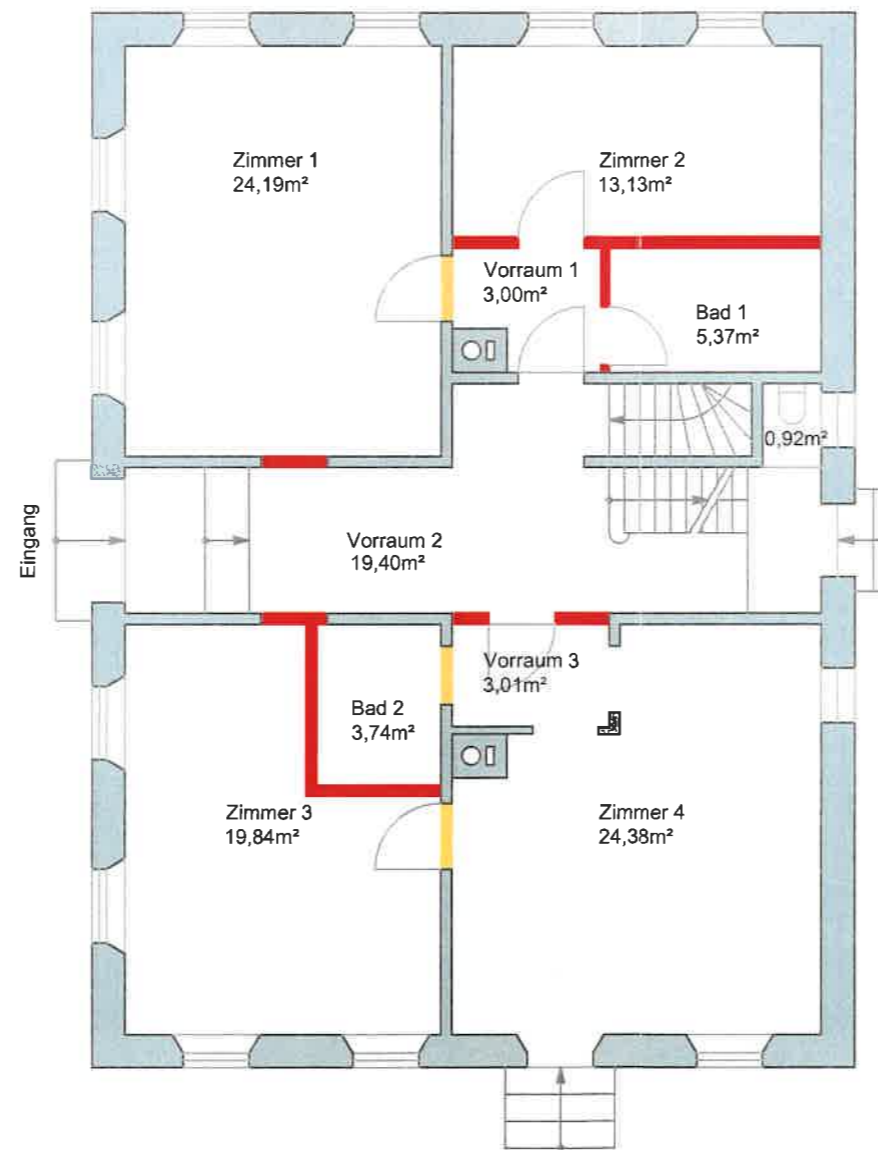 Zimmer 1
24,19m²
Zimmer 2
13,13m²
Vorraum 1
3,00m²
Bad 1
5,37m²
0,92m²
Eingang
Vorraum 2
19,40m²
Vorraum 3
3,01m²
Bad 2
3,74m²
Zimmer 3
19,84m²
Zimmer 4
24,38m²